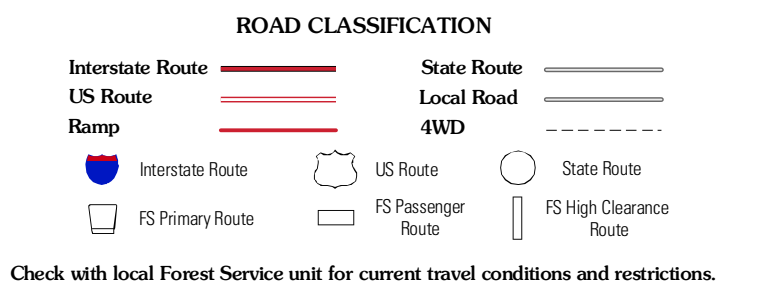 ROAD CLASSIFICATION
Interstate Route
State Route
US Route
Local Road
Ramp
4WD
Interstate Route
US Route
State Route
FS Primary Route
FS Passenger
Route
FS High Clearance
Route
Check with local Forest Service unit for current travel conditions and restrictions.